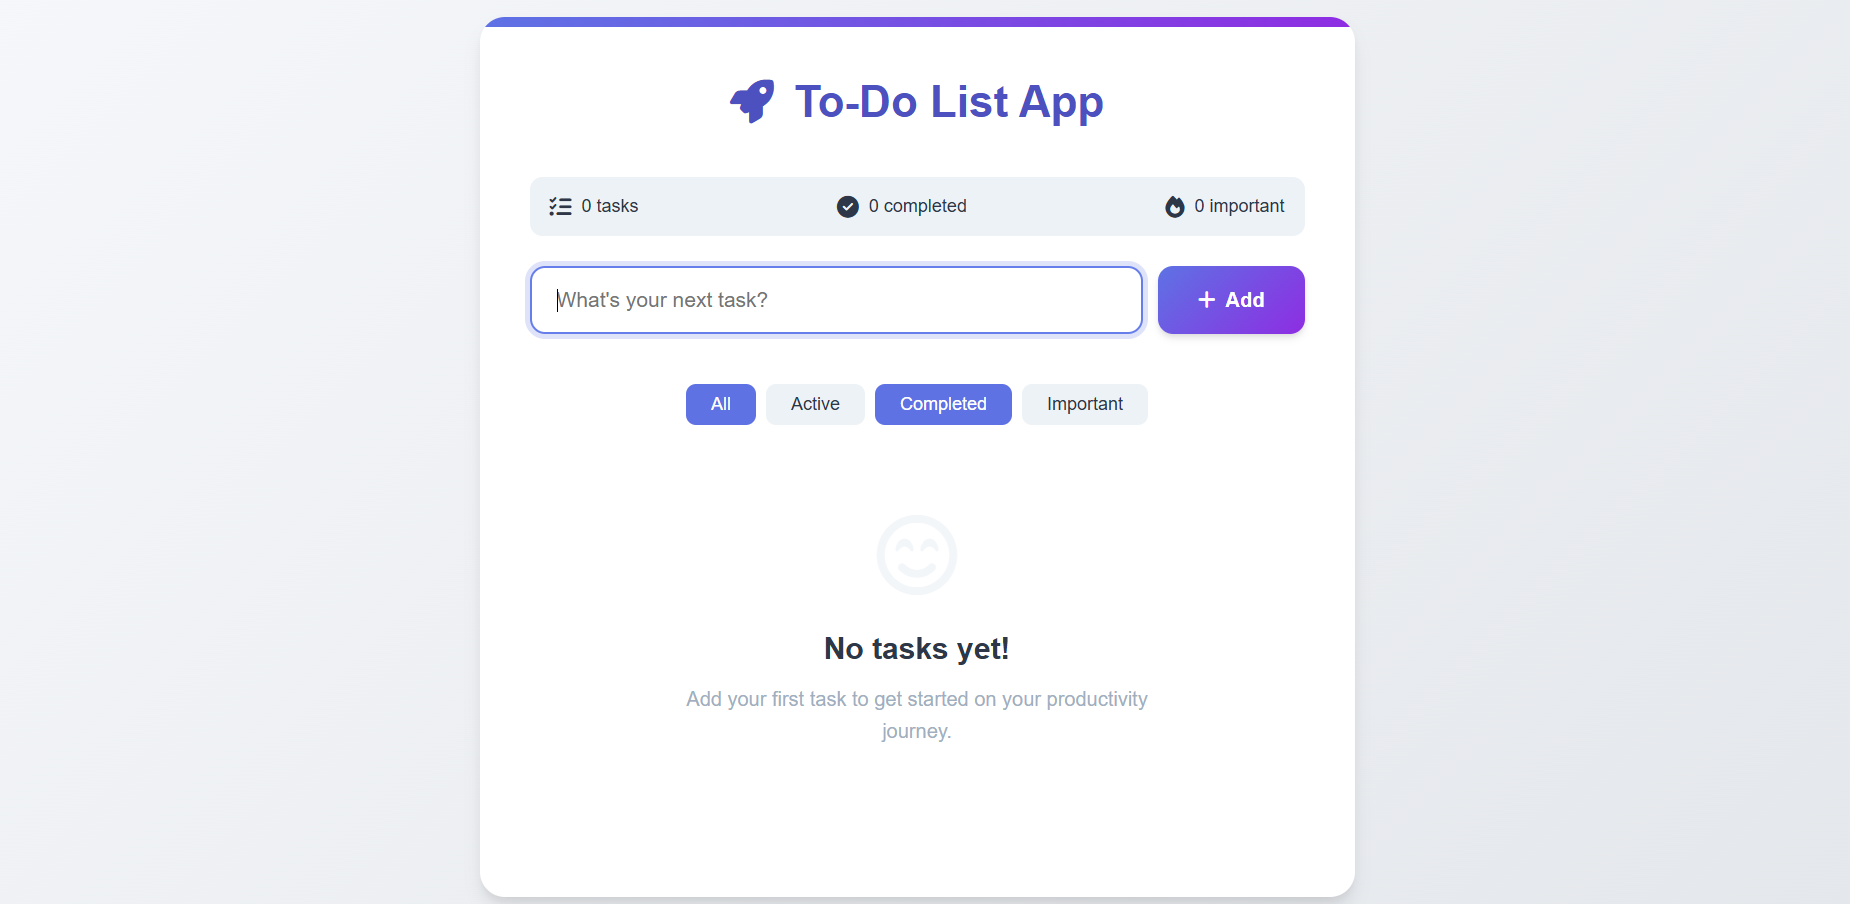 To-Do List App
0 tasks
0 completed
0 important
What's your next task?
Add
All
Active
Completed
Important
No tasks yet!
Add your first task to get started on your productivity
journey.